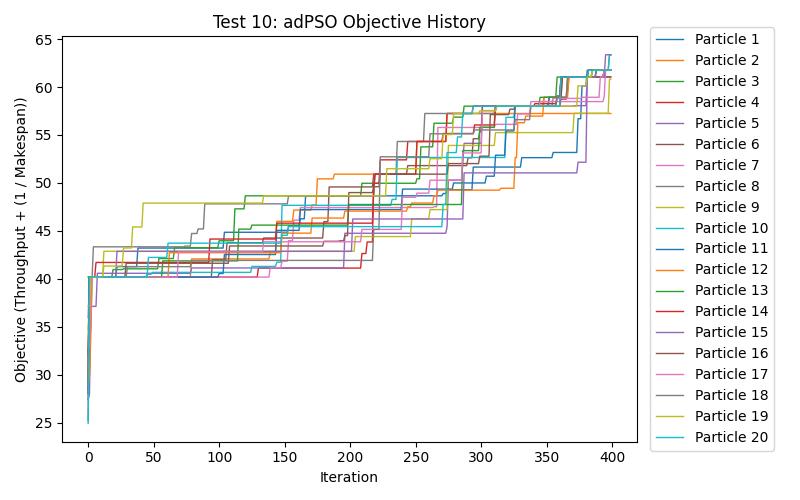 Test 10: adPSO Objective History
Objective (Throughput + (1 / Makespan))
65
60
55
50
45
40
35
30
25
0 50 100 150 200 250 300 350 400
Iteration
Particle 1
Particle 2
Particle 3
Particle 4
Particle 5
Particle 6
Particle 7
Particle 8
Particle 9
Particle 10
Particle 11
Particle 12
Particle 13
Particle 14
Particle 15
Particle 16
Particle 17
Particle 18
Particle 19
Particle 20